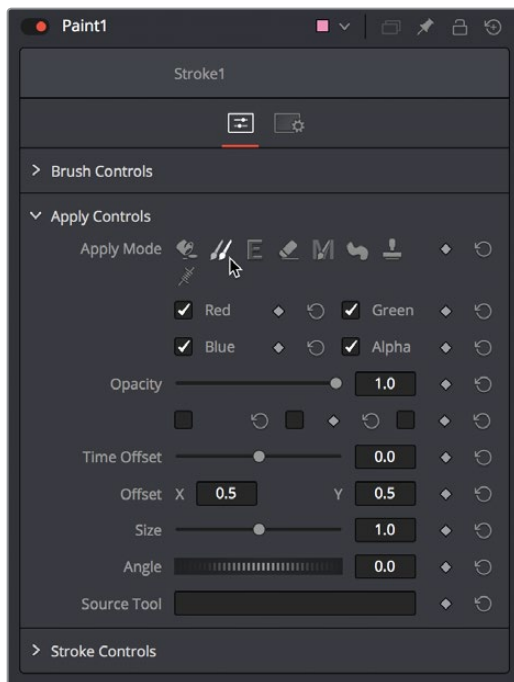 Paint1
Stroke1
Brush Controls
Apply Controls
Apply Mode
Red
Green
Blue
Alpha
Opacity 1.0
Time Offset 0.0
Offset X 0.5 Y 0.5
Size 1.0
Angle 0.0
Source Tool
Stroke Controls